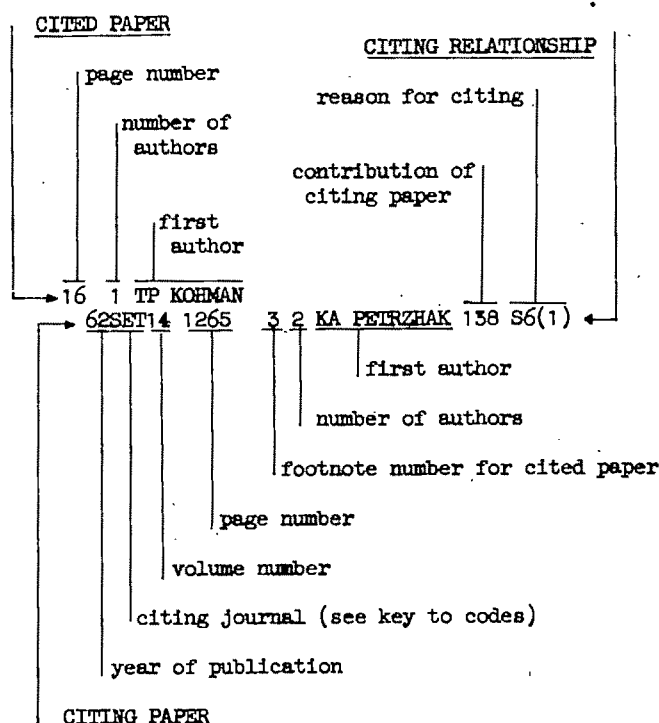 CITED PAPER
CITING RELATIONSHIP
page number
reason for citing
number of
authors
contribution of
citing paper
first
author
16 1 TP KOHMAN
62SET14 1265 3 2 KA PETRZHAK 138 S6(1)
first author
number of authors
footnote number for cited paper
page number
volume number
citing journal (see key to codes)
year of publication
CITING PAPER